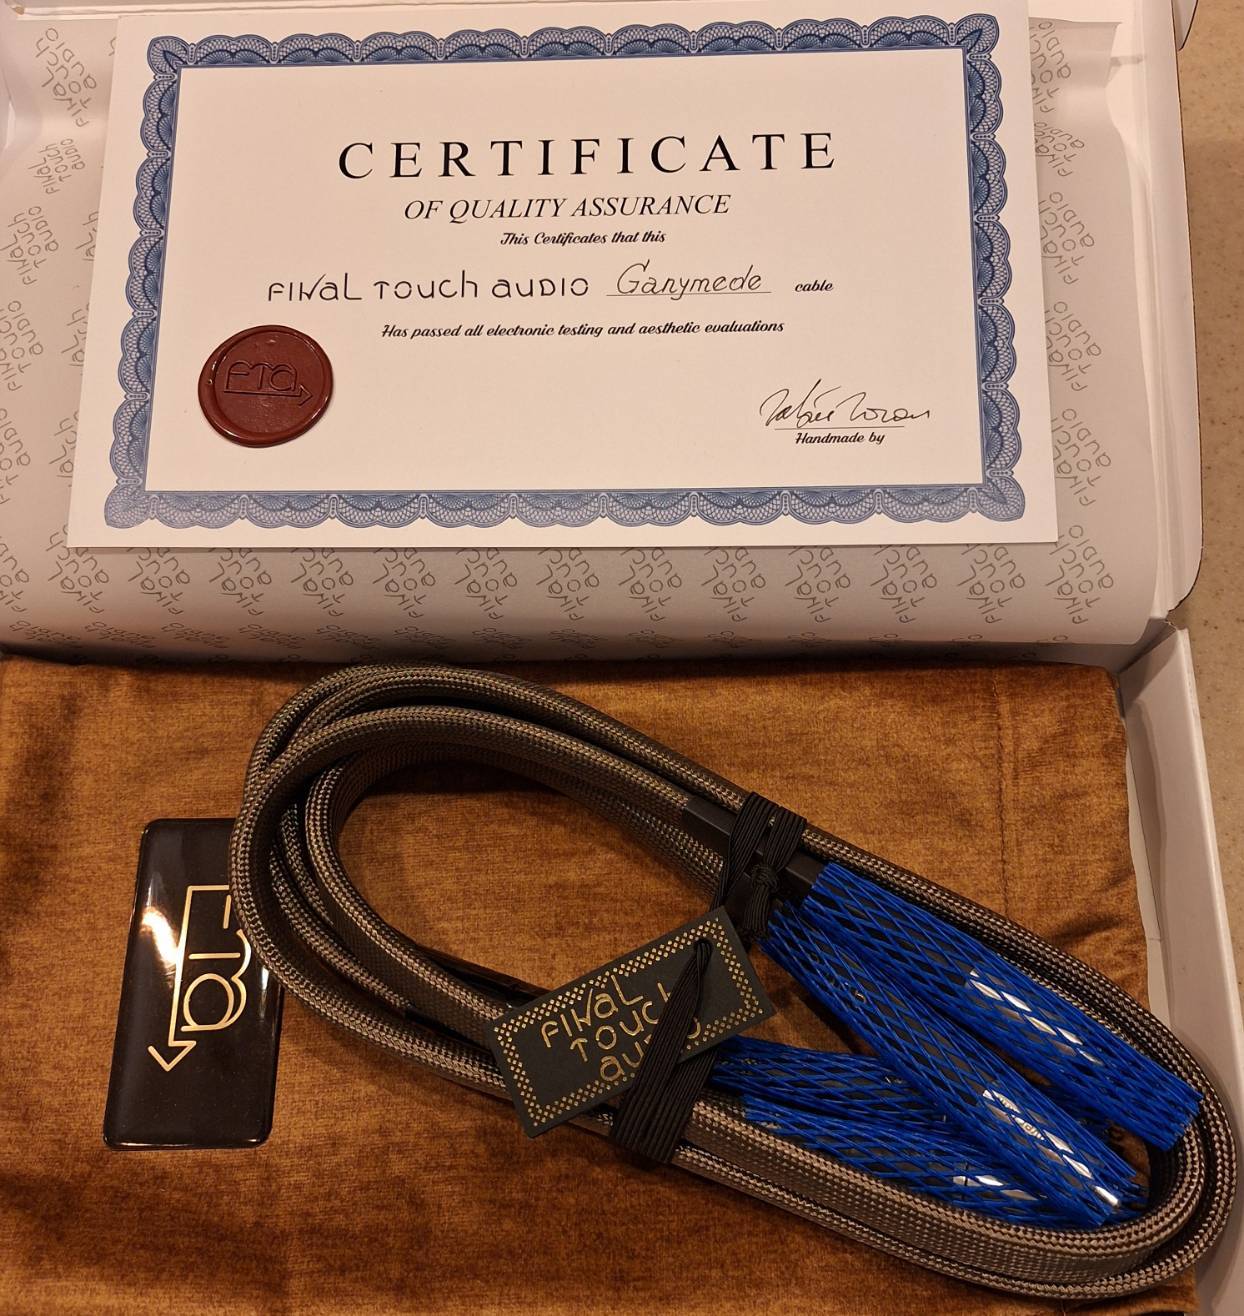 CERTIFICATE
OF QUALITY ASSURANCE
This Certificates that this
FINAL TOUCH AUDIO Ganymede cable
Has passed all electronic testing and aesthetic evaluations
FTA
Handmade by
FTA
FINAL
TOUCH
AUDIO